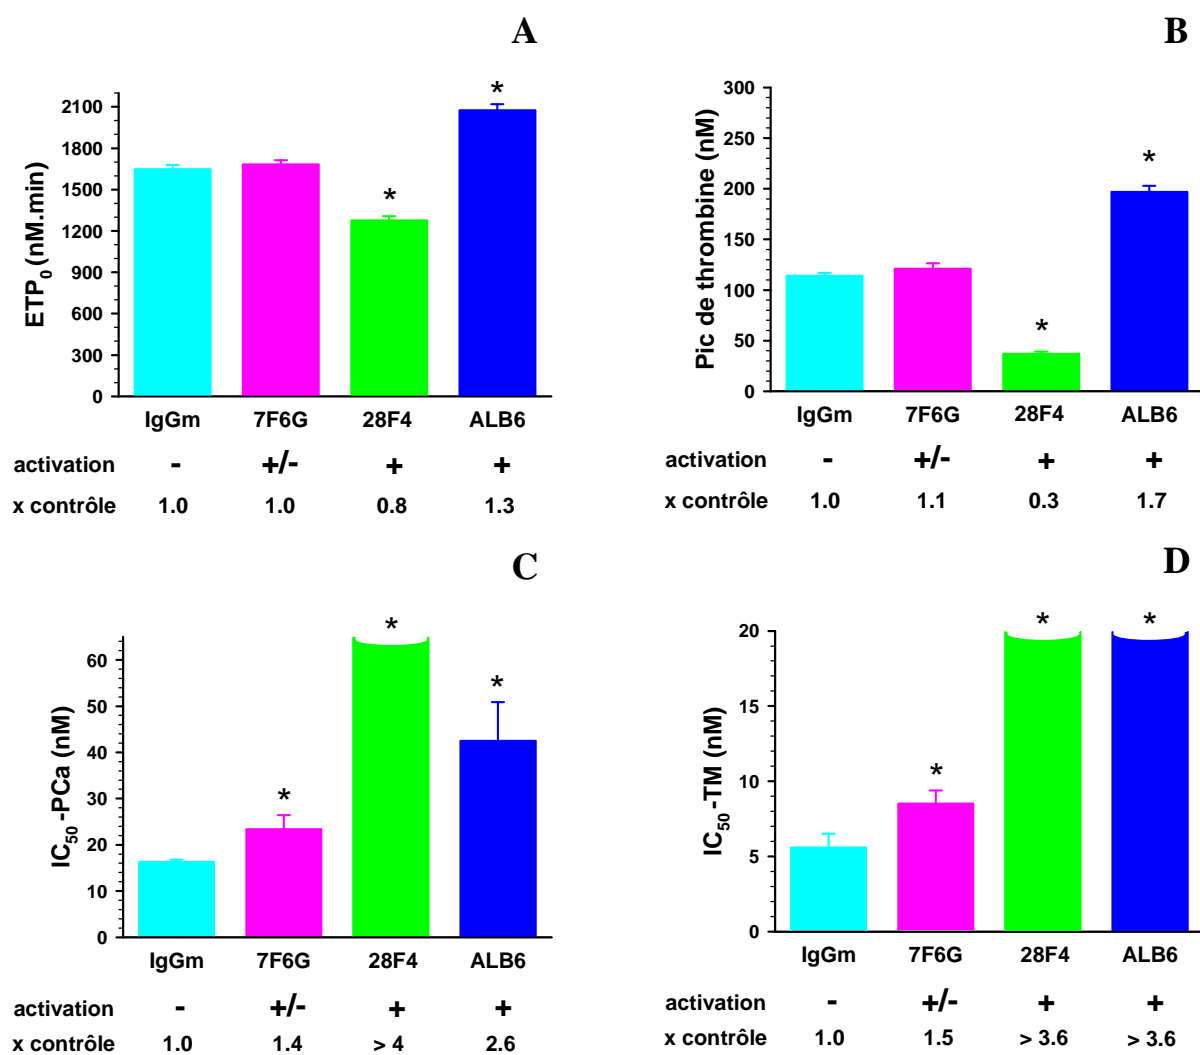 A
ETP0 (nM.min)
2100
1800
1500
1200
900
600
300
0
*
*
IgGm 7F6G 28F4 ALB6
activation - +/- + +
x contrôle 1.0 1.0 0.8 1.3
B
Pic de thrombine (nM)
300
250
200
150
100
50
0
*
*
IgGm 7F6G 28F4 ALB6
activation - +/- + +
x contrôle 1.0 1.1 0.3 1.7
C
IC50-PCa (nM)
60
50
40
30
20
10
0
*
*
*
IgGm 7F6G 28F4 ALB6
activation - +/- + +
x contrôle 1.0 1.4 > 4 2.6
D
IC50-TM (nM)
20
15
10
5
0
* *
*
IgGm 7F6G 28F4 ALB6
activation - +/- + +
x contrôle 1.0 1.5 > 3.6 > 3.6